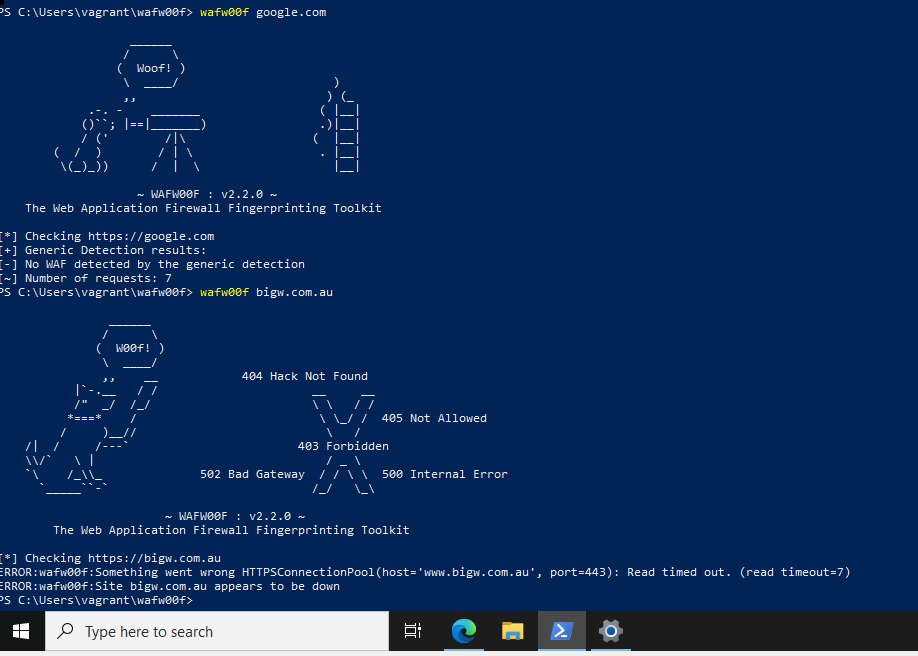 PS C:\Users\vagrant\wafw00f> wafw00f google.com
Woof!
~ WAFW00F : v2.2.0 ~
The Web Application Firewall Fingerprinting Toolkit
[*] Checking https://google.com
[+] Generic Detection results:
[-] No WAF detected by the generic detection
[~] Number of requests: 7
PS C:\Users\vagrant\wafw00f> wafw00f bigw.com.au
W00f!
404 Hack Not Found
405 Not Allowed
403 Forbidden
502 Bad Gateway 500 Internal Error
~ WAFW00F : v2.2.0 ~
The Web Application Firewall Fingerprinting Toolkit
[*] Checking https://bigw.com.au
ERROR:wafw00f:Something went wrong HTTPSConnectionPool(host='www.bigw.com.au', port=443): Read timed out. (read timeout=7)
ERROR:wafw00f:Site bigw.com.au appears to be down
PS C:\Users\vagrant\wafw00f>
Type here to search